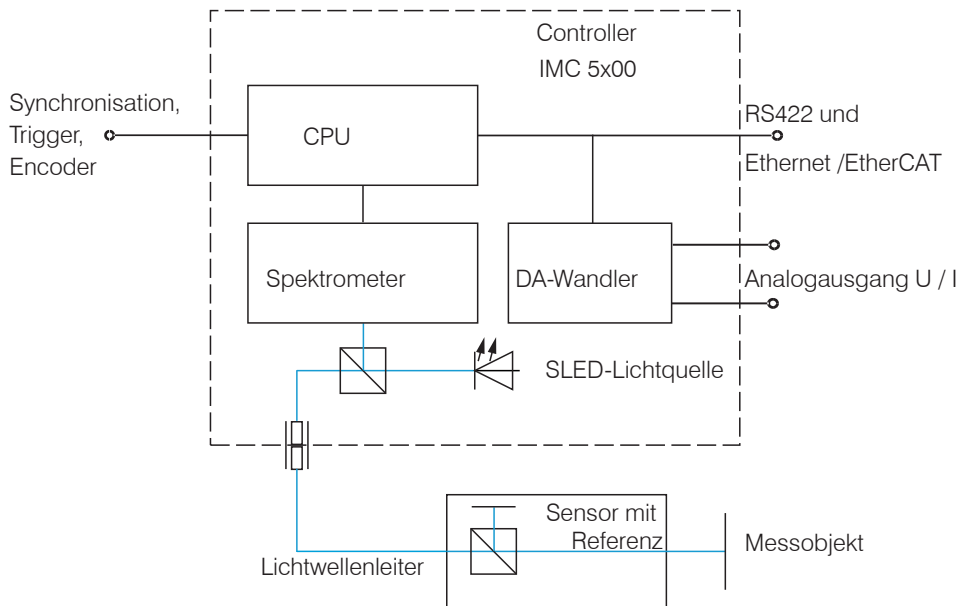 Controller
IMC 5x00
Synchronisation,
Trigger,
Encoder
CPU
RS422 und
Ethernet /EtherCAT
Spektrometer
DA-Wandler
Analogausgang U / I
SLED-Lichtquelle
Sensor mit
Referenz
Messobjekt
Lichtwellenleiter